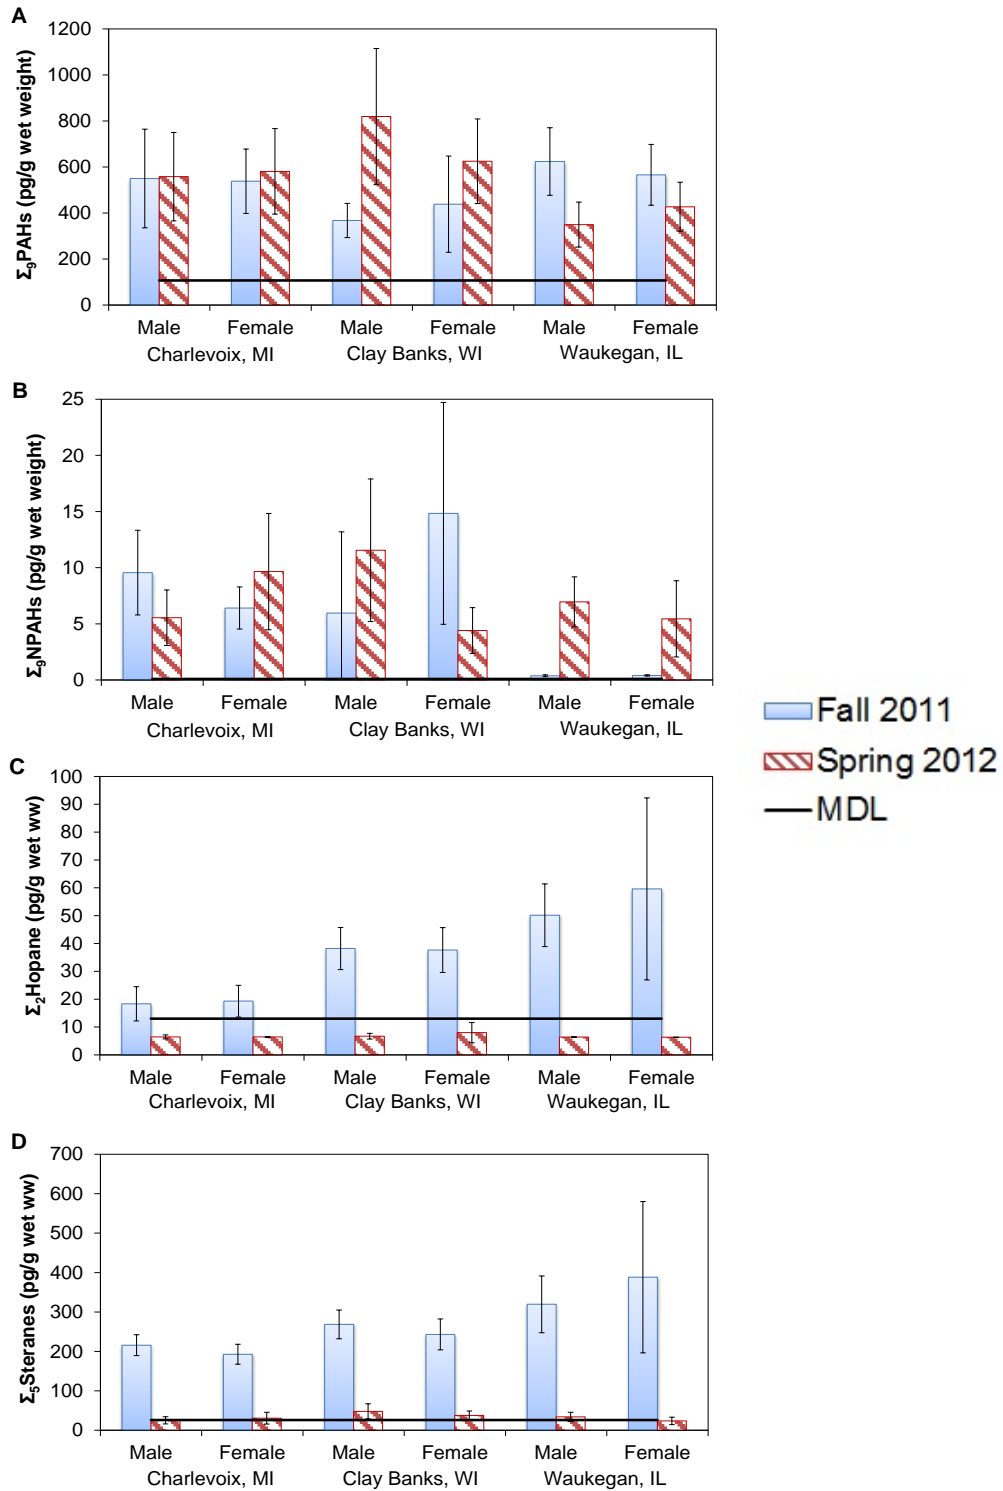 A
Σ₉PAHs (pg/g wet weight)
1200
1000
800
600
400
200
0
Male Female Male Female Male Female
Charlevoix, MI Clay Banks, WI Waukegan, IL
B
Σ₉NPAHs (pg/g wet weight)
25
20
15
10
5
0
Male Female Male Female Male Female
Charlevoix, MI Clay Banks, WI Waukegan, IL
Fall 2011
Spring 2012
MDL
C
Σ₂Hopane (pg/g wet ww)
100
90
80
70
60
50
40
30
20
10
0
Male Female Male Female Male Female
Charlevoix, MI Clay Banks, WI Waukegan, IL
D
Σ₅Steranes (pg/g wet ww)
700
600
500
400
300
200
100
0
Male Female Male Female Male Female
Charlevoix, MI Clay Banks, WI Waukegan, IL